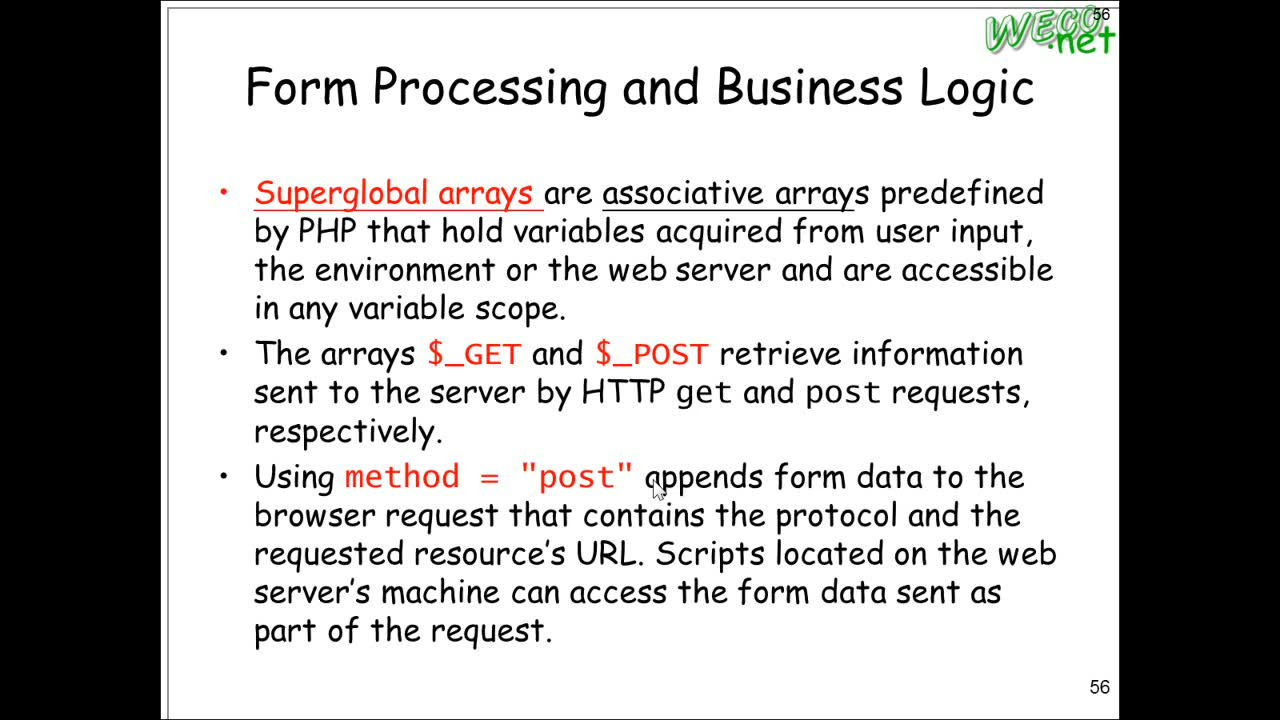 56
WECO
.net
Form Processing and Business Logic
• Superglobal arrays are associative arrays predefined
by PHP that hold variables acquired from user input,
the environment or the web server and are accessible
in any variable scope.
• The arrays $_GET and $_POST retrieve information
sent to the server by HTTP get and post requests,
respectively.
• Using method = "post" appends form data to the
browser request that contains the protocol and the
requested resource’s URL. Scripts located on the web
server’s machine can access the form data sent as
part of the request.
56